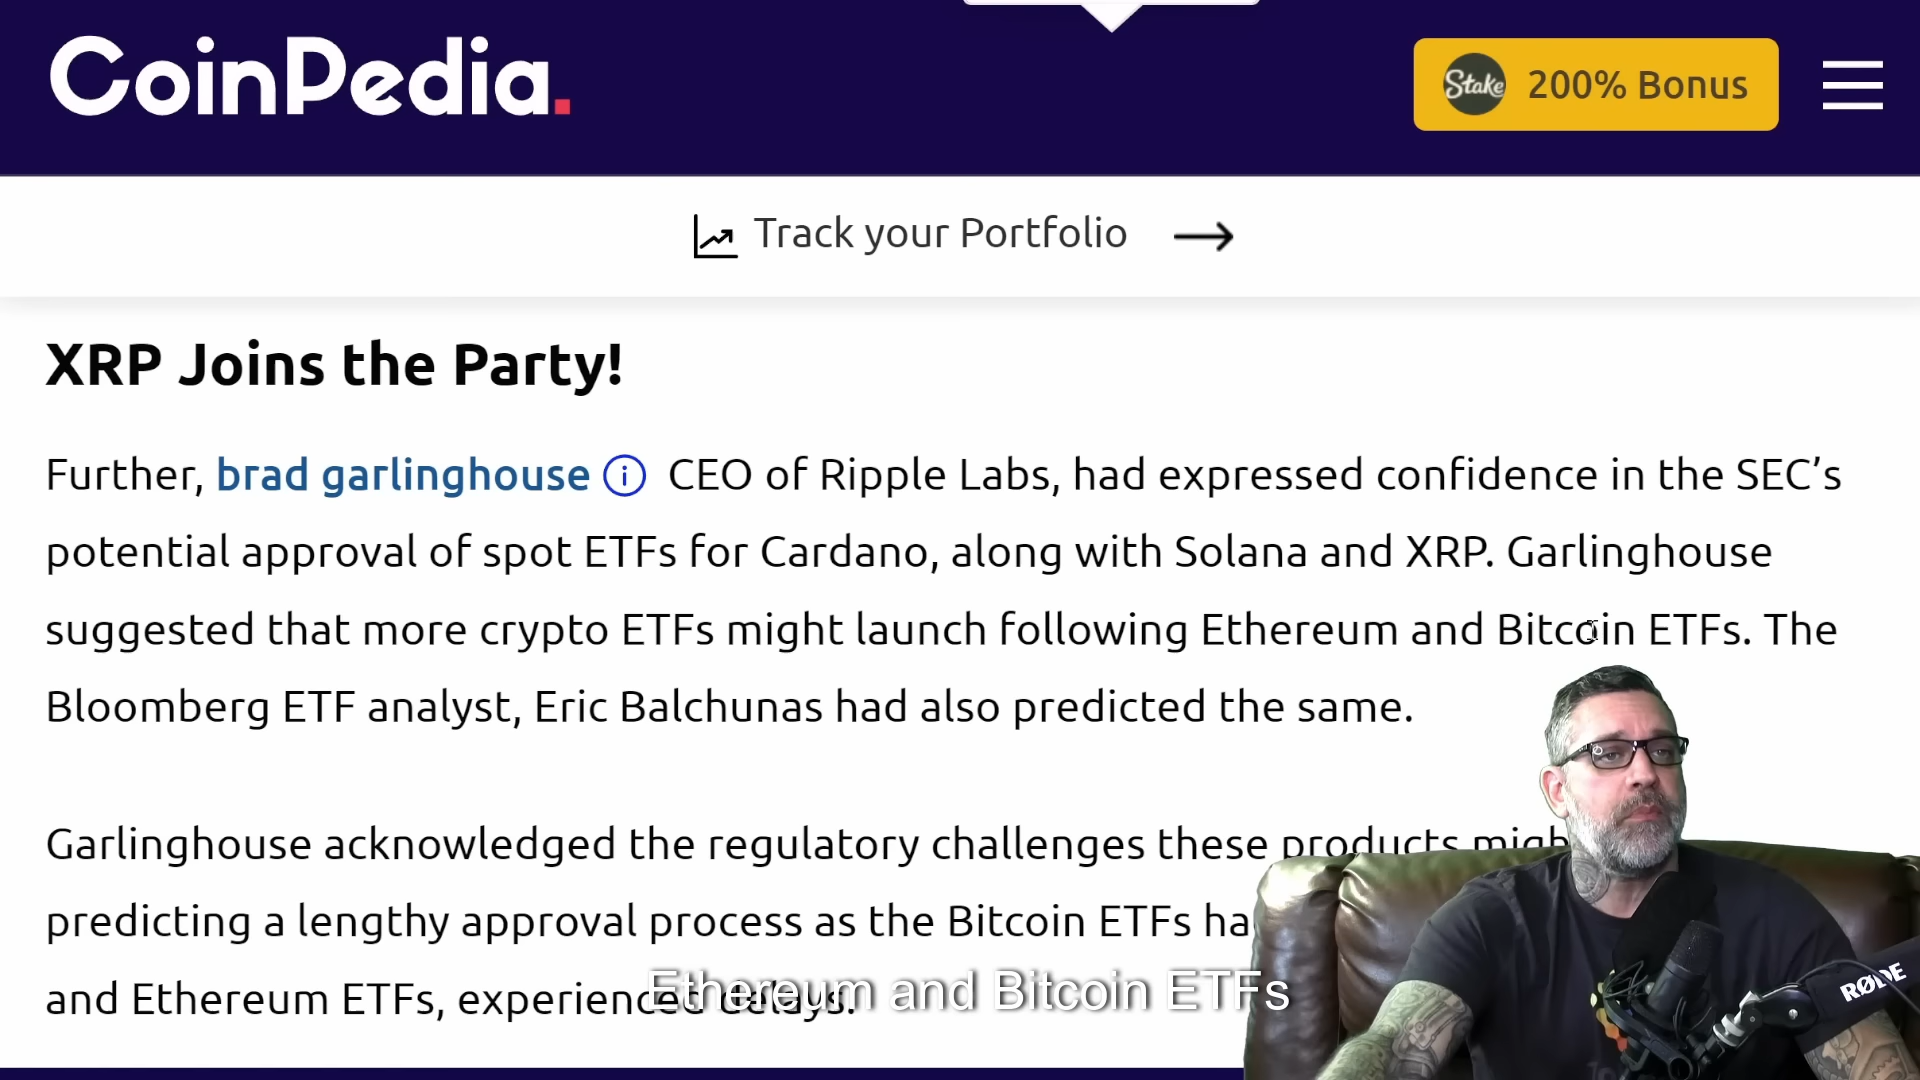 CoinPedia.
Stake 200% Bonus
Track your Portfolio
XRP Joins the Party!
Further, brad garlinghouse i CEO of Ripple Labs, had expressed confidence in the SEC’s
potential approval of spot ETFs for Cardano, along with Solana and XRP. Garlinghouse
suggested that more crypto ETFs might launch following Ethereum and Bitcoin ETFs. The
Bloomberg ETF analyst, Eric Balchunas had also predicted the same.
Garlinghouse acknowledged the regulatory challenges these products
predicting a lengthy approval process as the Bitcoin ETFs
and Ethereum ETFs, experienced delays.
Ethereum and Bitcoin ETFs
RØDE